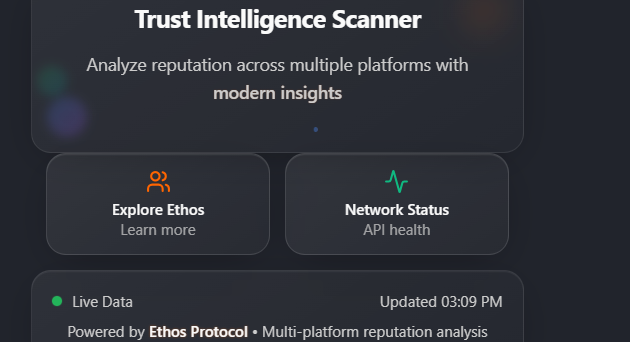 Trust Intelligence Scanner
Analyze reputation across multiple platforms with
modern insights
Explore Ethos
Learn more
Network Status
API health
Live Data
Updated 03:09 PM
Powered by Ethos Protocol • Multi-platform reputation analysis